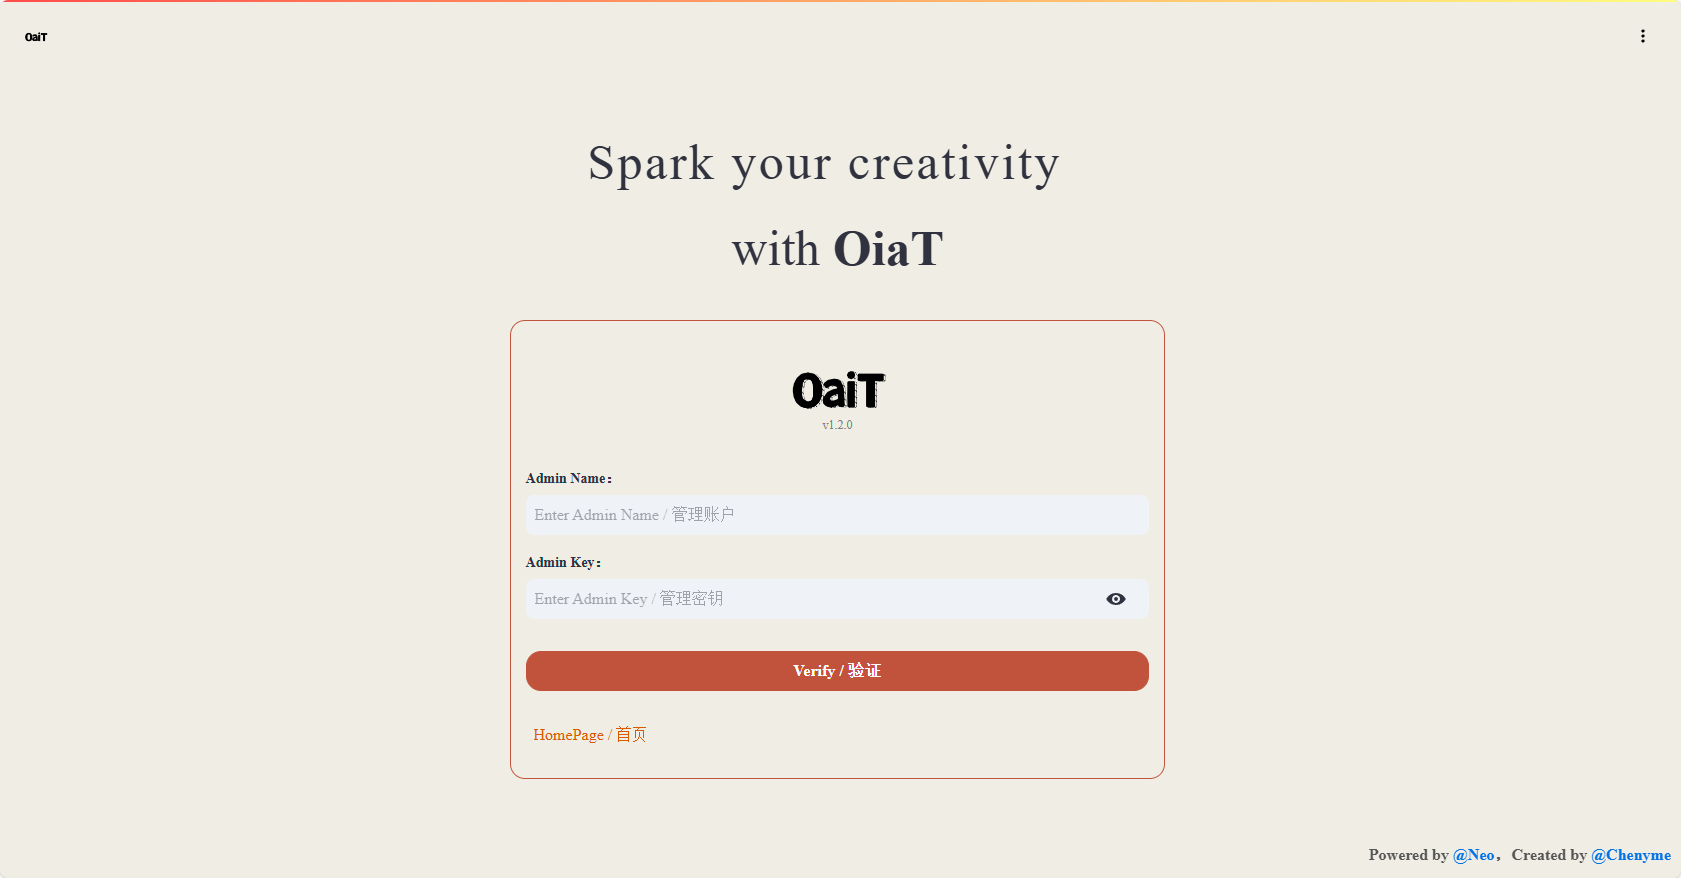 OaiT
Spark your creativity
with OiaT
OaiT
v1.2.0
Admin Name：
Enter Admin Name / 管理账户
Admin Key：
Enter Admin Key / 管理密钥
Verify / 验证
HomePage / 首页
Powered by @Neo，Created by @Chenyme